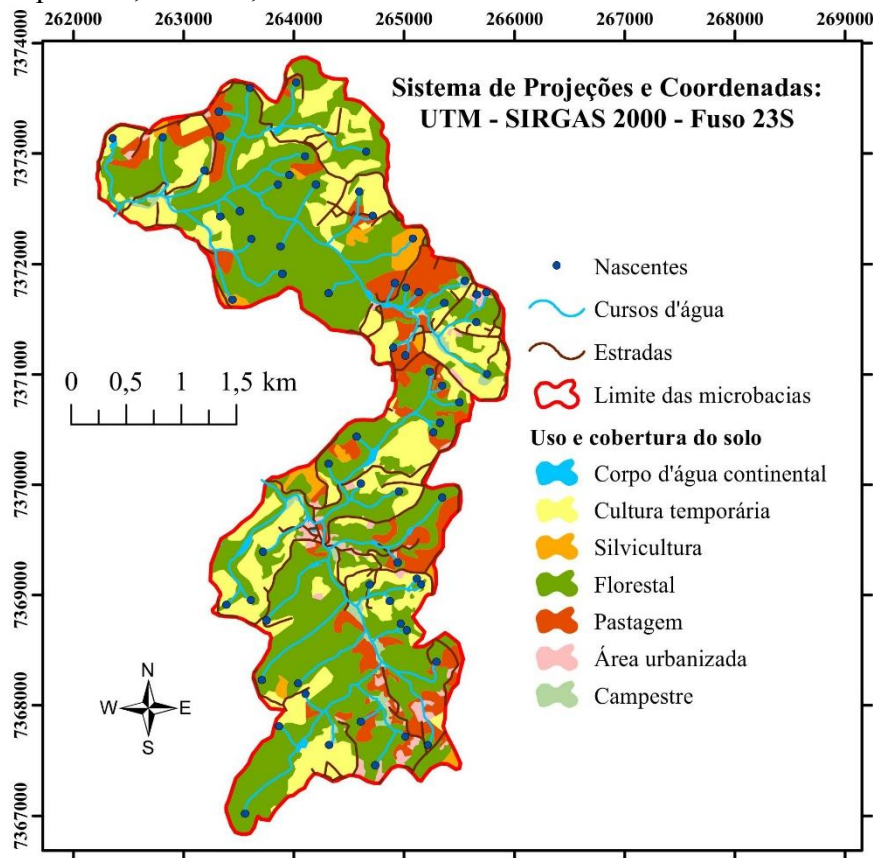 262000 263000 264000 265000 266000 267000 268000 269000
7374000
7373000
7372000
7371000
7370000
7369000
7368000
7367000
Sistema de Projeções e Coordenadas:
UTM - SIRGAS 2000 - Fuso 23S
Nascentes
Cursos d'água
Estradas
Limite das microbacias
Uso e cobertura do solo
Corpo d'água continental
Cultura temporária
Silvicultura
Florestal
Pastagem
Área urbanizada
Campestre
0 0,5 1 1,5 km
N
W E
S